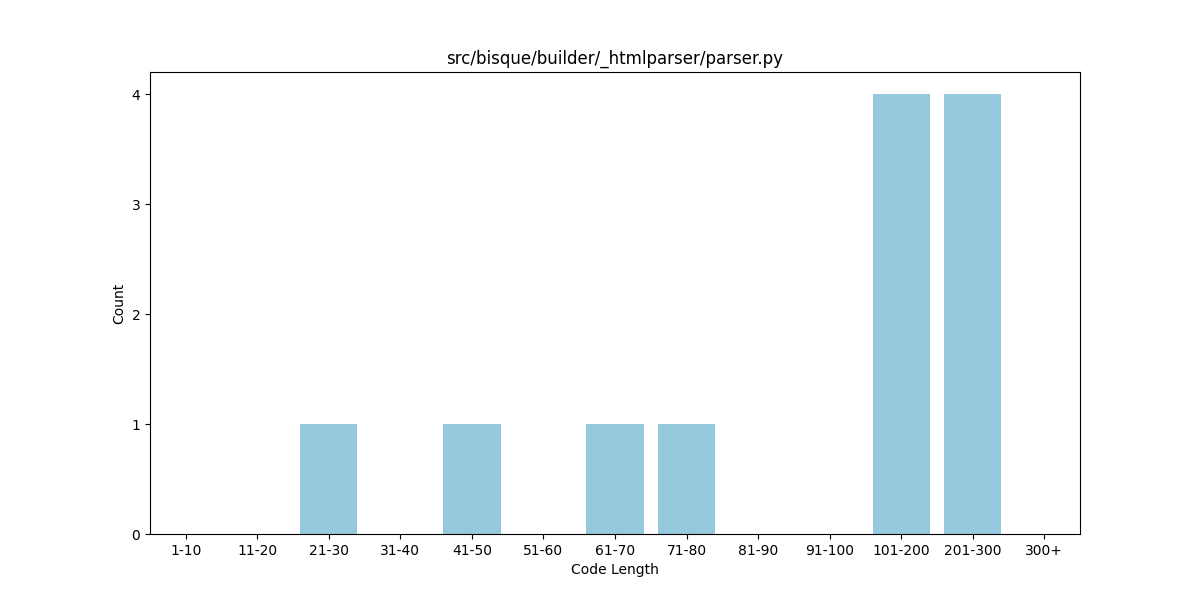 src/bisque/builder/_htmlparser/parser.py
4
3
2
1
0
Count
1-10 11-20 21-30 31-40 41-50 51-60 61-70 71-80 81-90 91-100 101-200 201-300 300+
Code Length